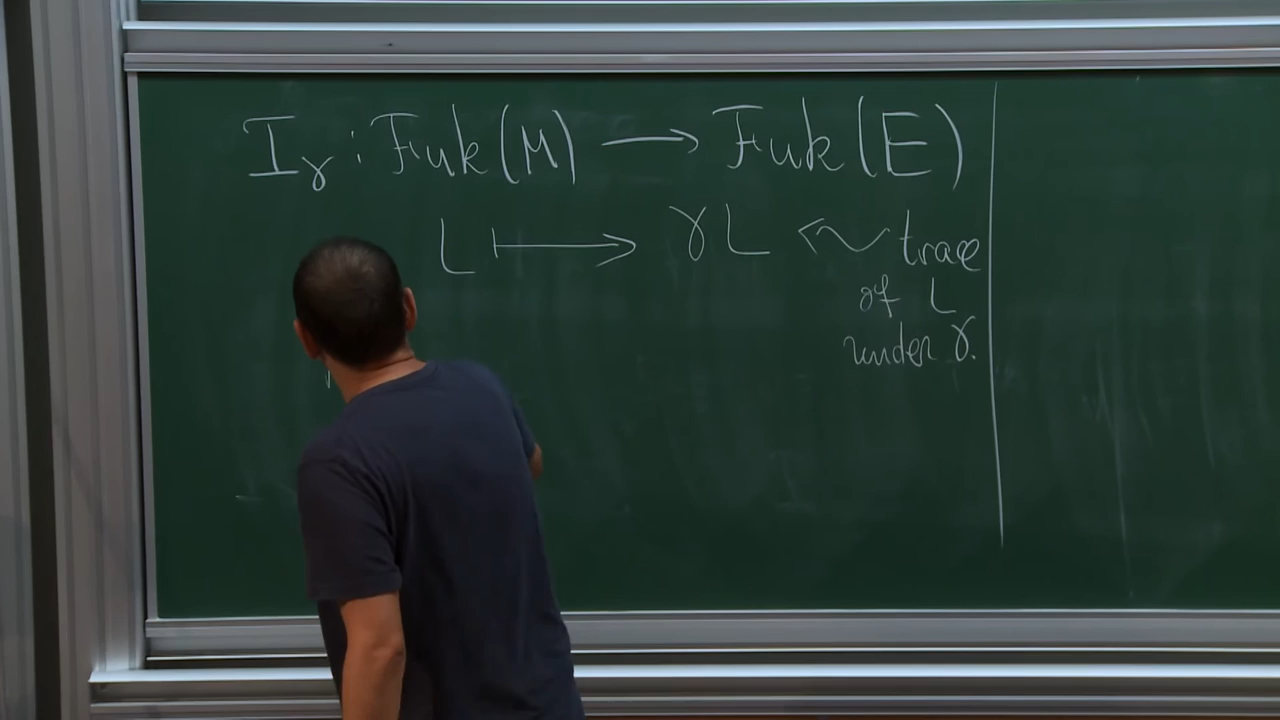 I_γ : Fuk(M) ⟶ Fuk(E)
L ⟼ γL ⇜ trace
of L
under γ.